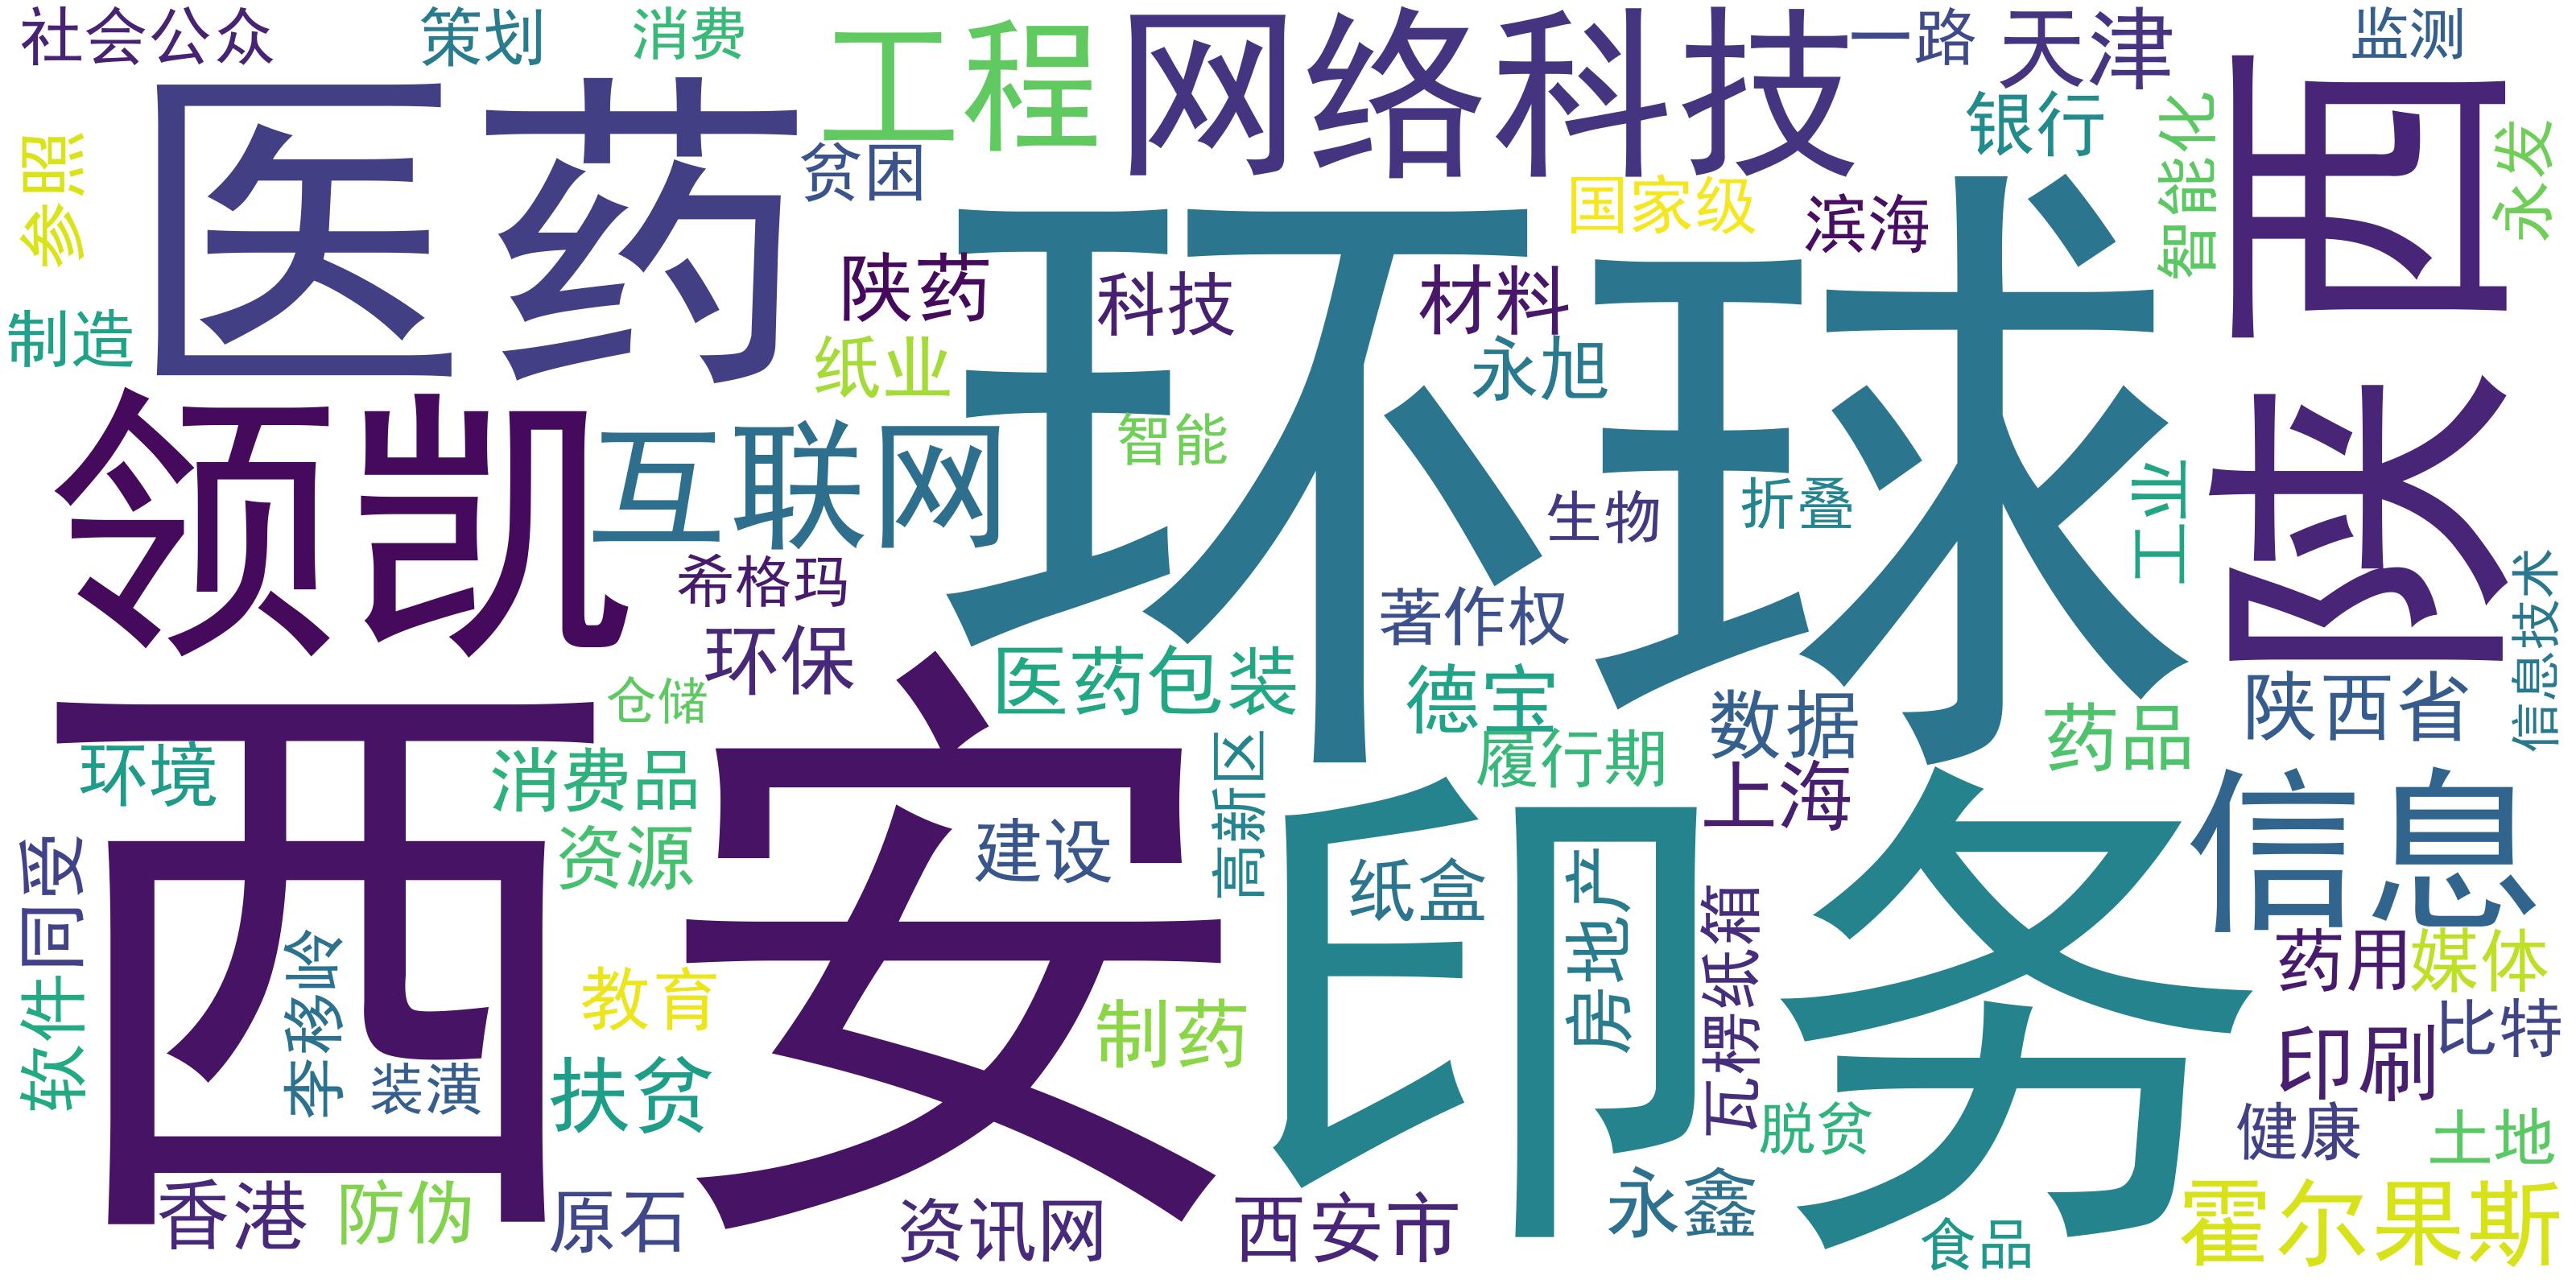 社会公众
策划
消费
工程
网络科技
一路
天津
监测
医药
贫困
银行
智能化
西
陕
永发
参照
国家级
滨海
环球
陕药
科技
材料
制造
纸业
永旭
领凯
互联网
智能
生物
折叠
工业
信息技术
希格玛
著作权
环保
医药包装
德宝
陕西省
仓储
西安
数据
药品
环境
消费品
高新区
履行期
上海
信息
资源
建设
印务
纸盒
房地产
瓦楞纸箱
同受
李移岭
药用
媒体
教育
软件
制药
比特
印刷
装潢
扶贫
脱贫
健康
土地
香港
防伪
原石
资讯网
西安市
永鑫
食品
霍尔果斯